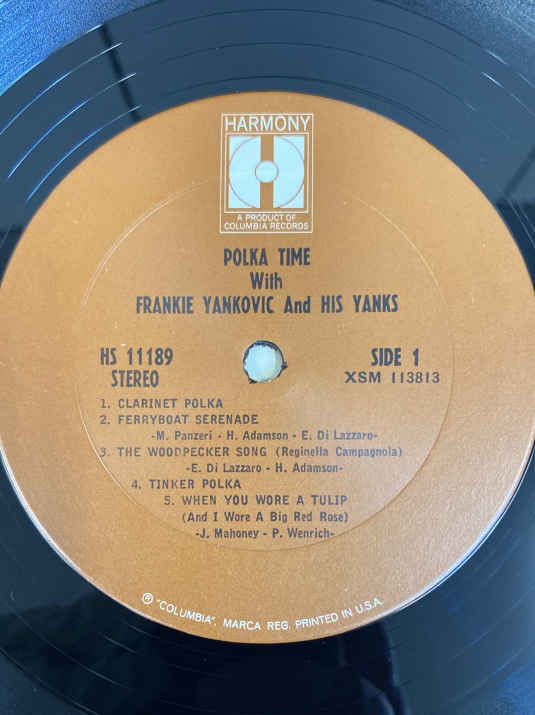 HARMONY
A PRODUCT OF
COLUMBIA RECORDS
POLKA TIME
With
FRANKIE YANKOVIC And HIS YANKS
HS 11189
STEREO
SIDE 1
XSM 113813
1. CLARINET POLKA
2. FERRYBOAT SERENADE
-M. Panzeri - H. Adamson - E. Di Lazzaro-
3. THE WOODPECKER SONG (Reginella Campagnola)
-E. Di Lazzaro - H. Adamson-
4. TINKER POLKA
5. WHEN YOU WORE A TULIP
(And I Wore A Big Red Rose)
-J. Mahoney - P. Wenrich-
® "COLUMBIA", MARCA REG. PRINTED IN U.S.A.